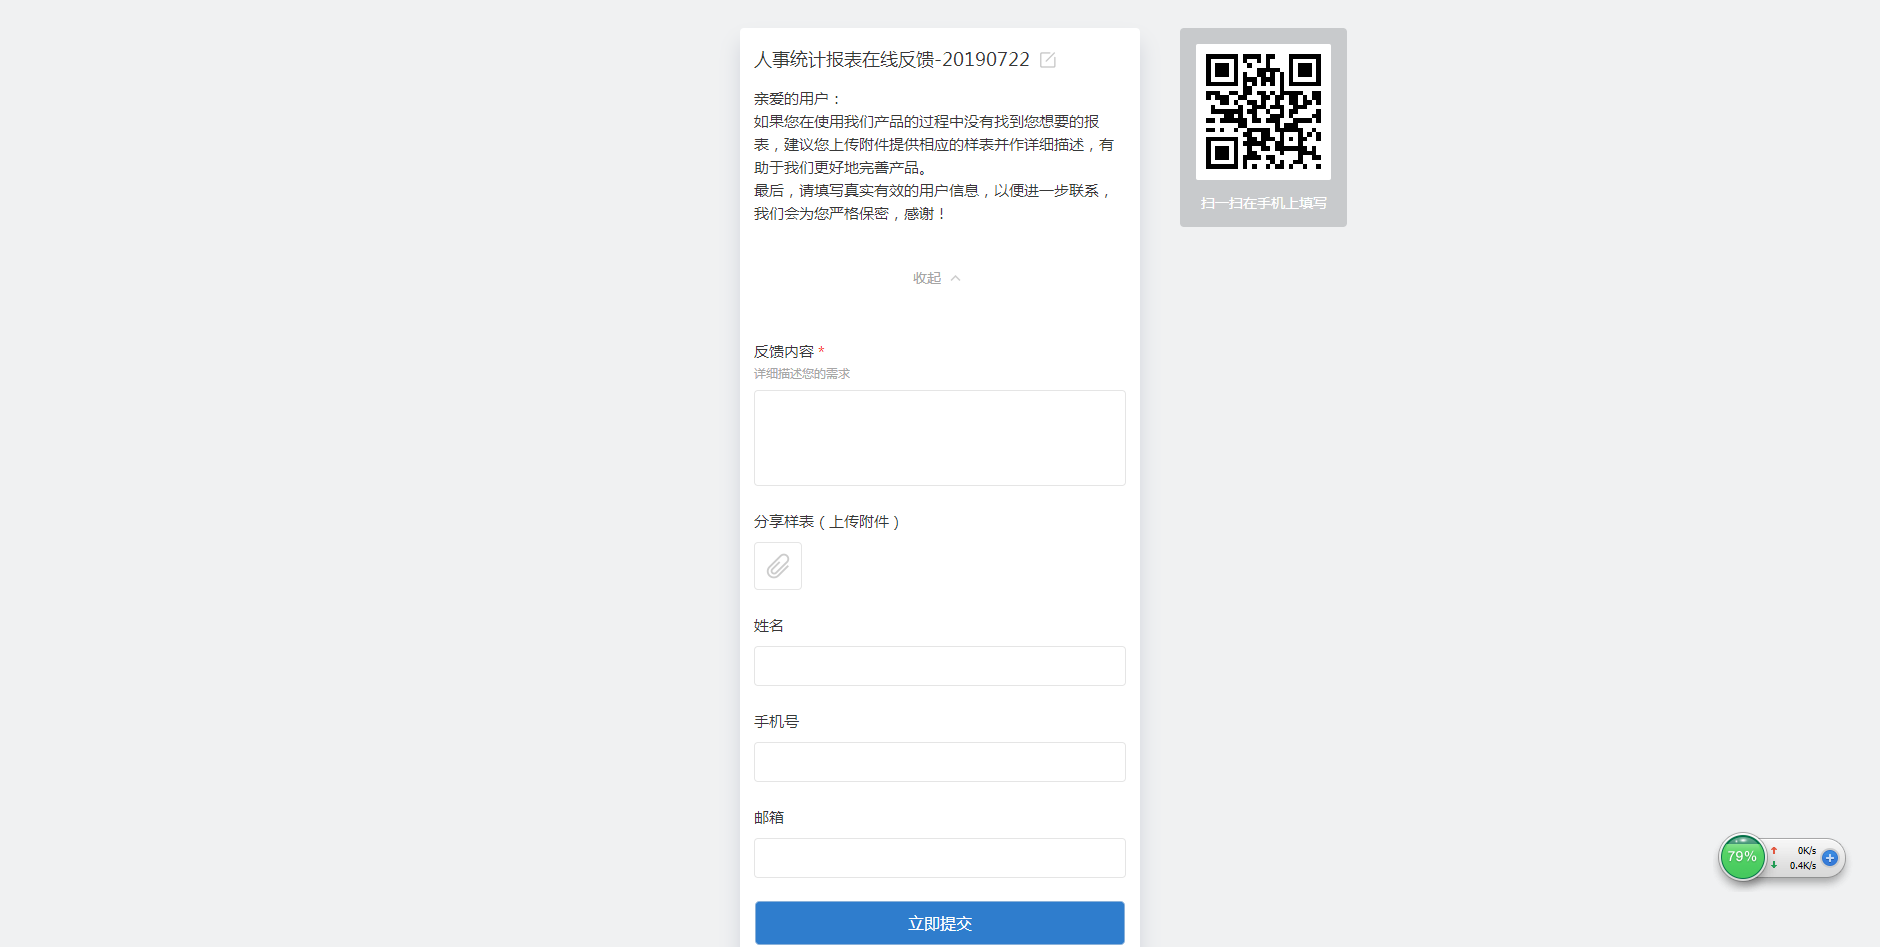 人事统计报表在线反馈-20190722
亲爱的用户：
如果您在使用我们产品的过程中没有找到您想要的报
表，建议您上传附件提供相应的样表并作详细描述，有
助于我们更好地完善产品。
最后，请填写真实有效的用户信息，以便进一步联系，
我们会为您严格保密，感谢！
收起
扫一扫在手机上填写
反馈内容 *
详细描述您的需求
分享样表（上传附件）
姓名
手机号
邮箱
立即提交
79%
0K/s
0.4K/s